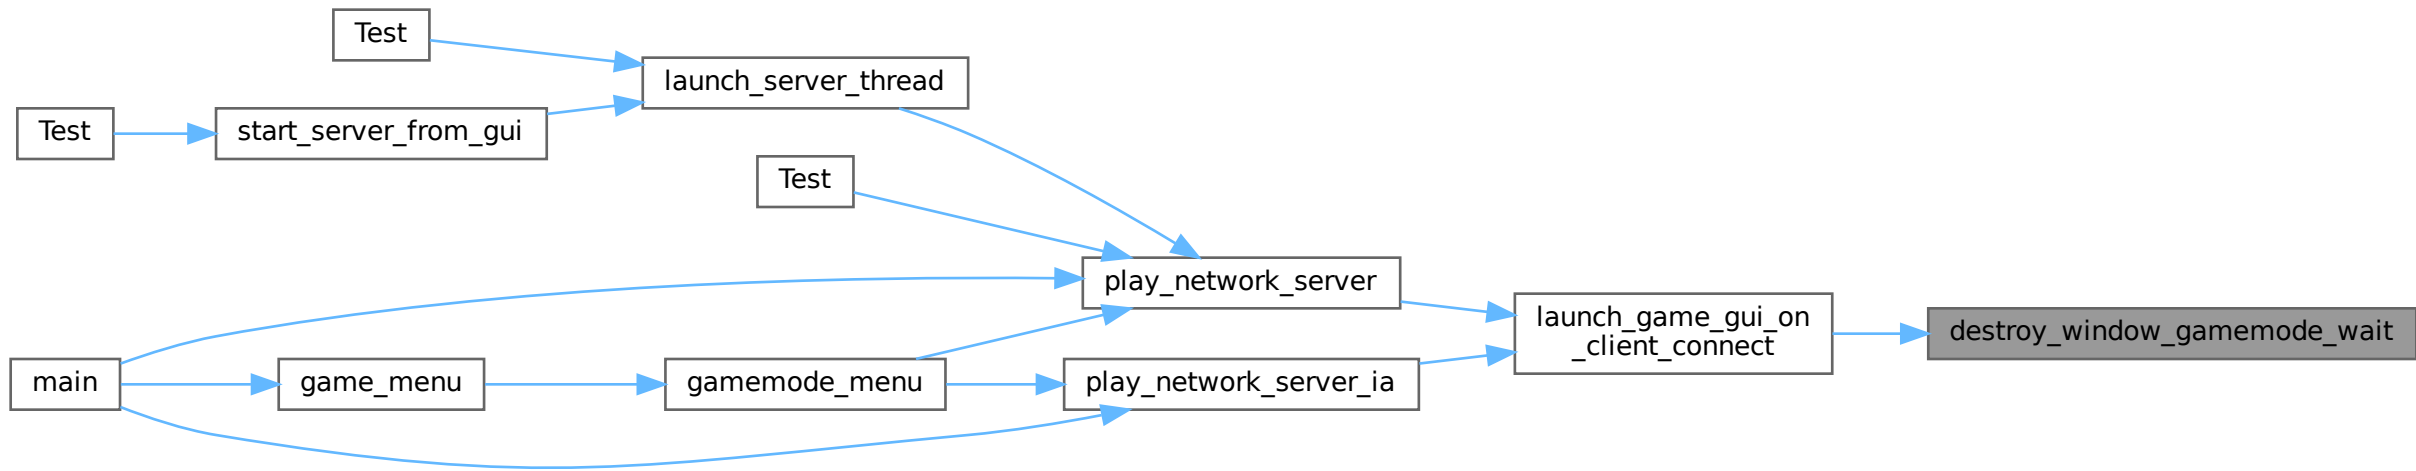 Test
launch_server_thread
Test
start_server_from_gui
Test
play_network_server
launch_game_gui_on
_client_connect
destroy_window_gamemode_wait
main
game_menu
gamemode_menu
play_network_server_ia